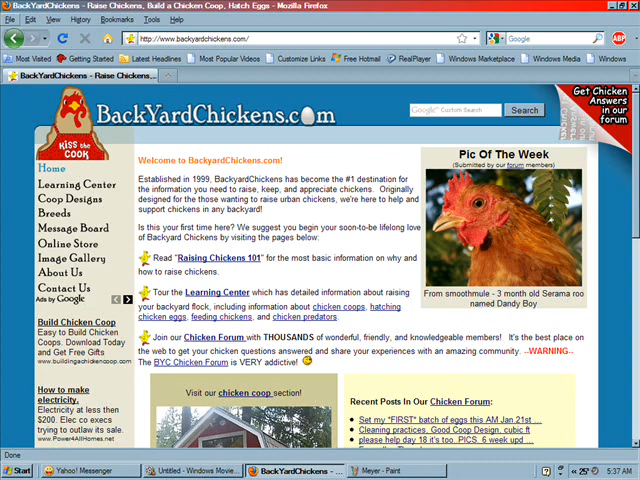 BackYardChickens.com - Raise Chickens, Build a Chicken Coop, Hatch Eggs - Mozilla Firefox
File Edit View History Bookmarks Tools Help
http://www.backyardchickens.com/
Google
ABP
Most Visited Getting Started Latest Headlines Most Popular Videos Customize Links Free Hotmail RealPlayer Windows Marketplace Windows Media Windows
BackYardChickens - Raise Chickens,...
BackYardChickens.com
Google Custom Search
Search
Get Chicken
Answers
in our
forum
KISS the
COOK
Home
Learning Center
Coop Designs
Breeds
Message Board
Online Store
Image Gallery
About Us
Contact Us
Ads by Google
Build Chicken Coop
Easy to Build Chicken
Coops. Download Today
and Get Free Gifts
www.buildingachickencoop.com
How to make
electricity.
Electricity at less then
$200. Elec co execs
trying to outlaw its sale.
www.Power4AllHomes.net
Welcome to BackyardChickens.com!
Established in 1999, BackyardChickens has become the #1 destination for
the information you need to raise, keep, and appreciate chickens. Originally
designed for the those wanting to raise urban chickens, we're here to help and
support chickens in any backyard!
Is this your first time here? We suggest you begin your soon-to-be lifelong love
of Backyard Chickens by visiting the pages below:
Read "Raising Chickens 101" for the most basic information on why and
how to raise chickens.
Tour the Learning Center which has detailed information about raising
your backyard flock, including information about chicken coops, hatching
chicken eggs, feeding chickens, and chicken predators.
Join our Chicken Forum with THOUSANDS of wonderful, friendly, and knowledgeable members! It's the best place
on the web to get your chicken questions answered and share your experiences with an amazing community. --WARNING--
The BYC Chicken Forum is VERY addictive!
Pic Of The Week
(Submitted by our forum members)
From smoothmule - 3 month old Serama roo
named Dandy Boy
Visit our chicken coop section!
Recent Posts In Our Chicken Forum:
Set my "FIRST" batch of eggs this AM Jan.21st ...
Cleaning practices, Good Coop Design, cubic ft
please help day 18 it's too. PICS. 6 week upd ...
Done
Start
Yahoo! Messenger
Untitled - Windows Movie...
BackYardChickens - ...
Meyer - Paint
25°
5:37 AM